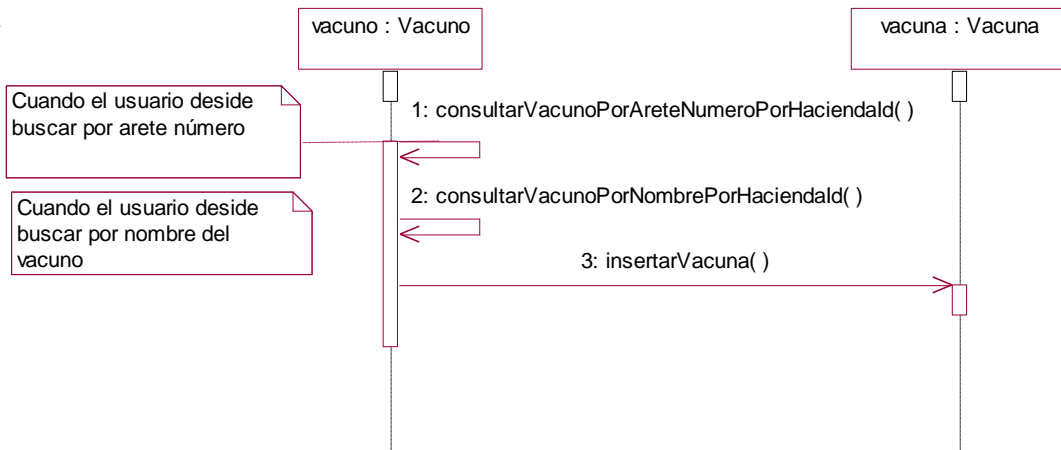 vacuno : Vacuno
vacuna : Vacuna
Cuando el usuario deside
buscar por arete número
1: consultarVacunoPorAreteNumeroPorHaciendaId( )
2: consultarVacunoPorNombrePorHaciendaId( )
Cuando el usuario deside
buscar por nombre del
vacuno
3: insertarVacuna( )